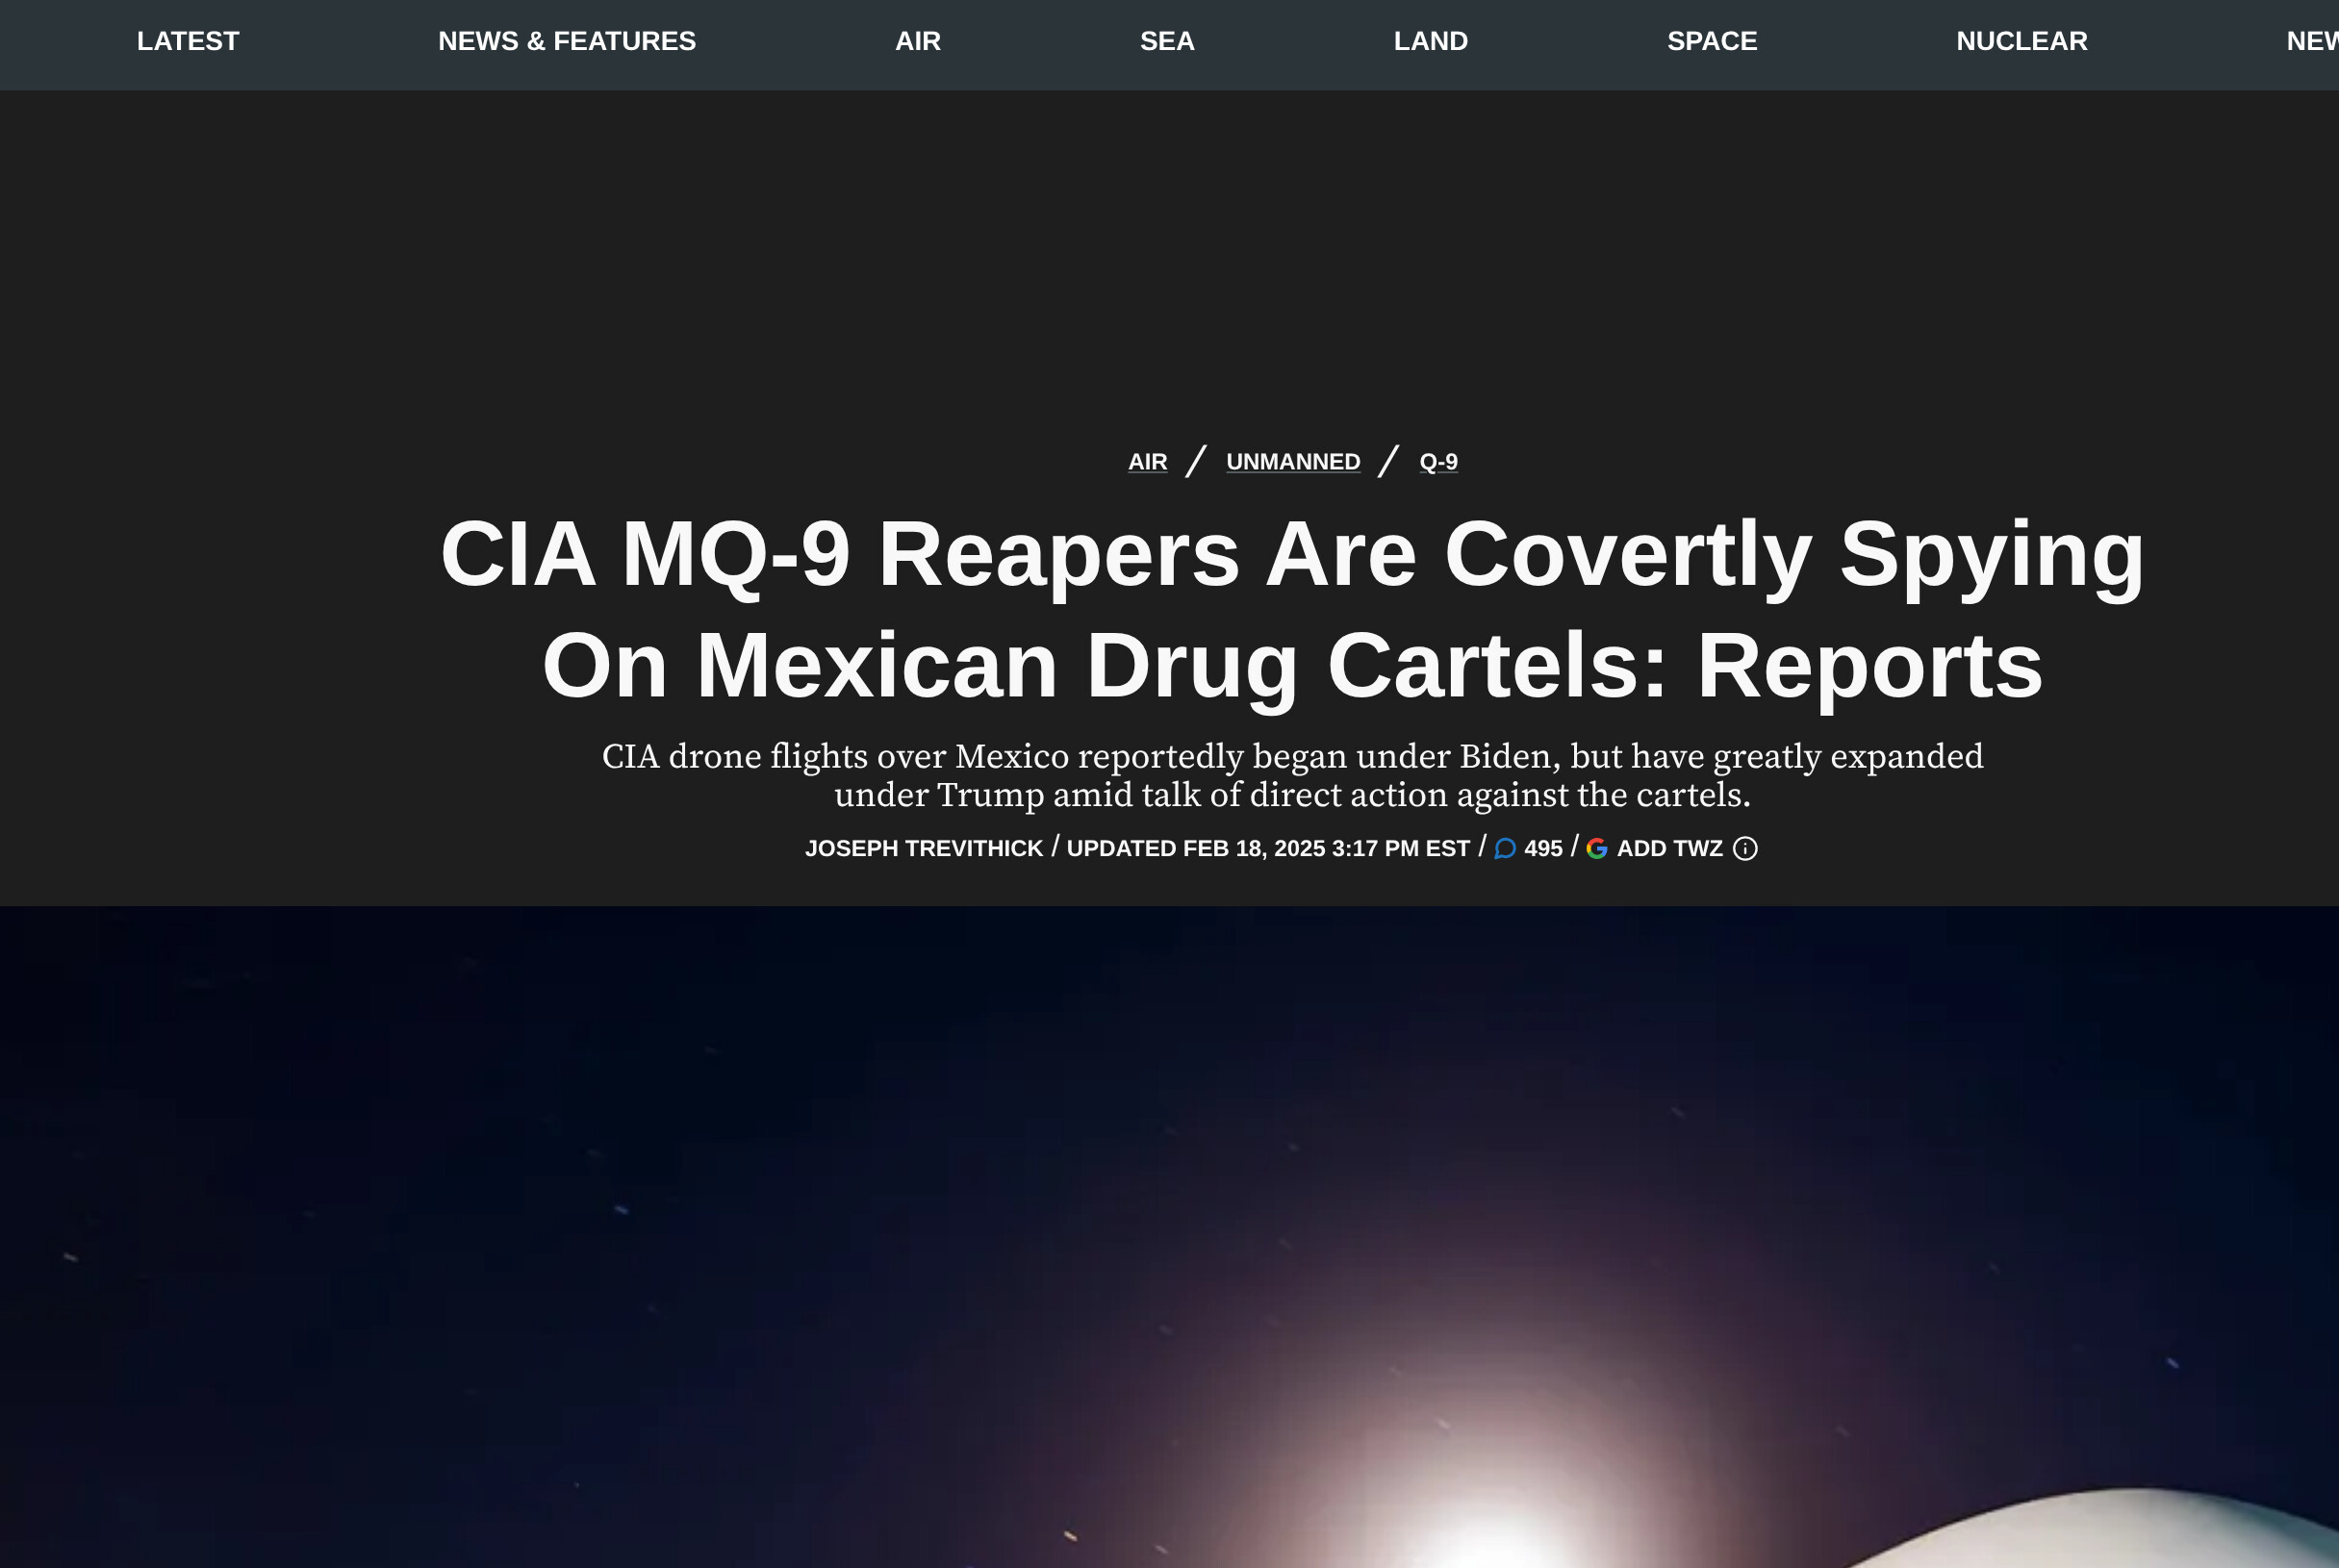 LATEST NEWS & FEATURES AIR SEA LAND SPACE NUCLEAR
AIR / UNMANNED / Q-9
CIA MQ-9 Reapers Are Covertly Spying
On Mexican Drug Cartels: Reports
CIA drone flights over Mexico reportedly began under Biden, but have greatly expanded
under Trump amid talk of direct action against the cartels.
JOSEPH TREVITHICK / UPDATED FEB 18, 2025 3:17 PM EST / 495 / ADD TWZ